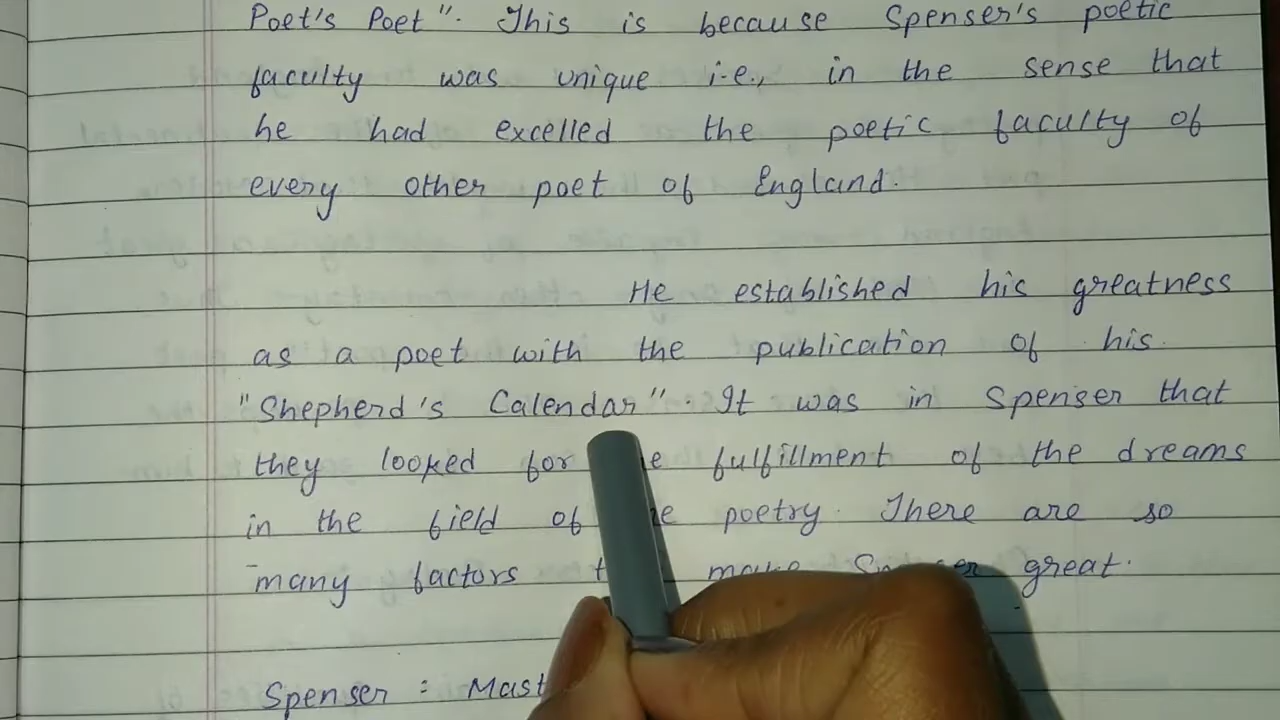 Poet's Poet". This is because Spenser's poetic
faculty was unique i.e., in the sense that
he had excelled the poetic faculty of
every other poet of England.
He established his greatness
as a poet with the publication of his
"Shepherd's Calendar". It was in Spenser that
they looked for fulfillment of the dreams
in the field of poetry. There are so
many factors make Spenser great.
Spenser : Mast